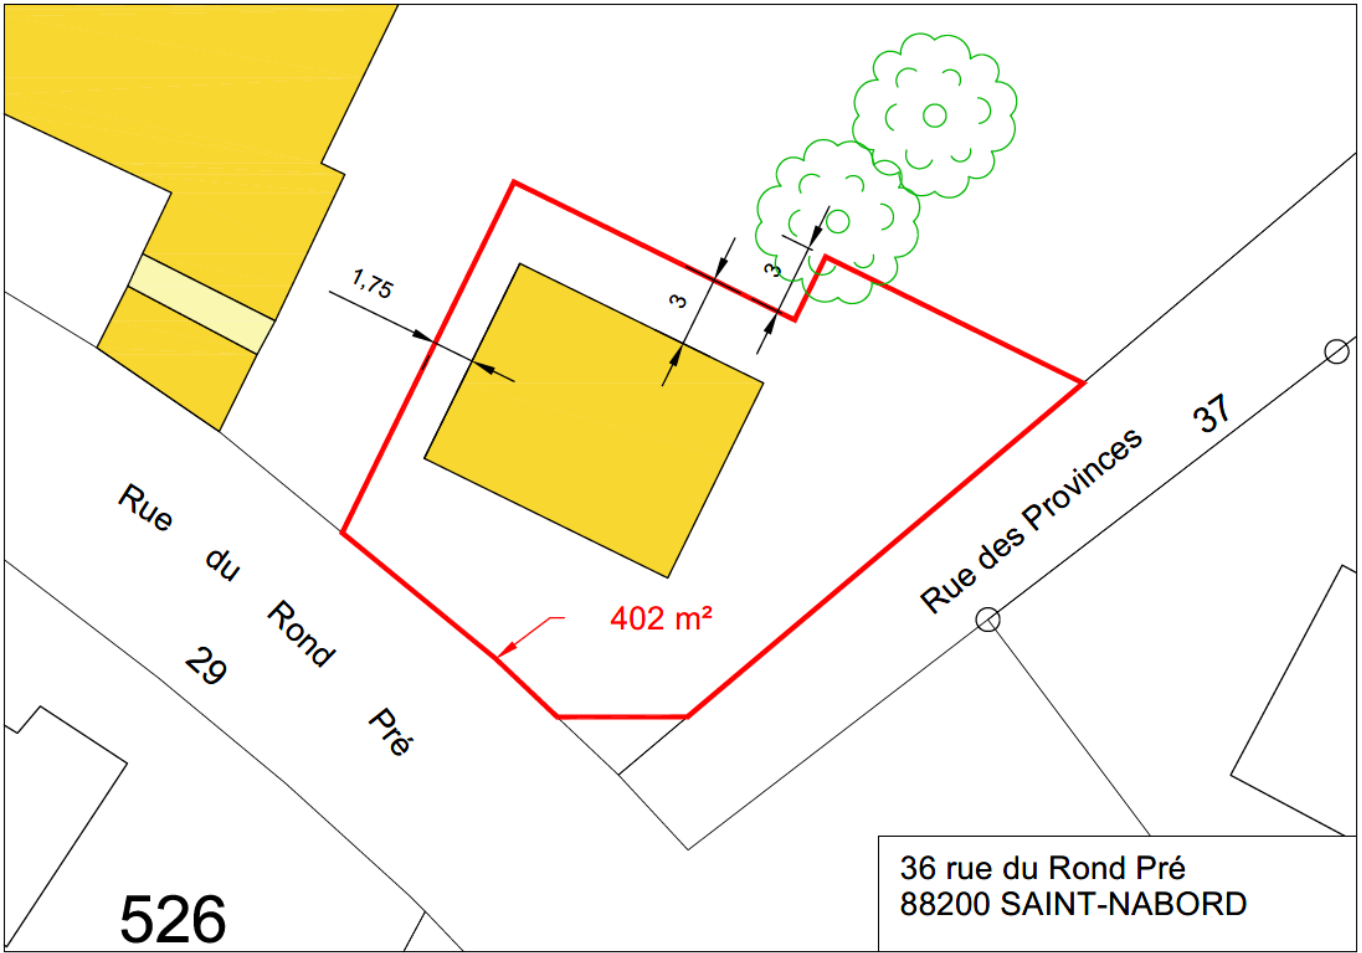 1,75
3
3
Rue du Rond Pré
29
402 m²
Rue des Provinces 37
526
36 rue du Rond Pré
88200 SAINT-NABORD